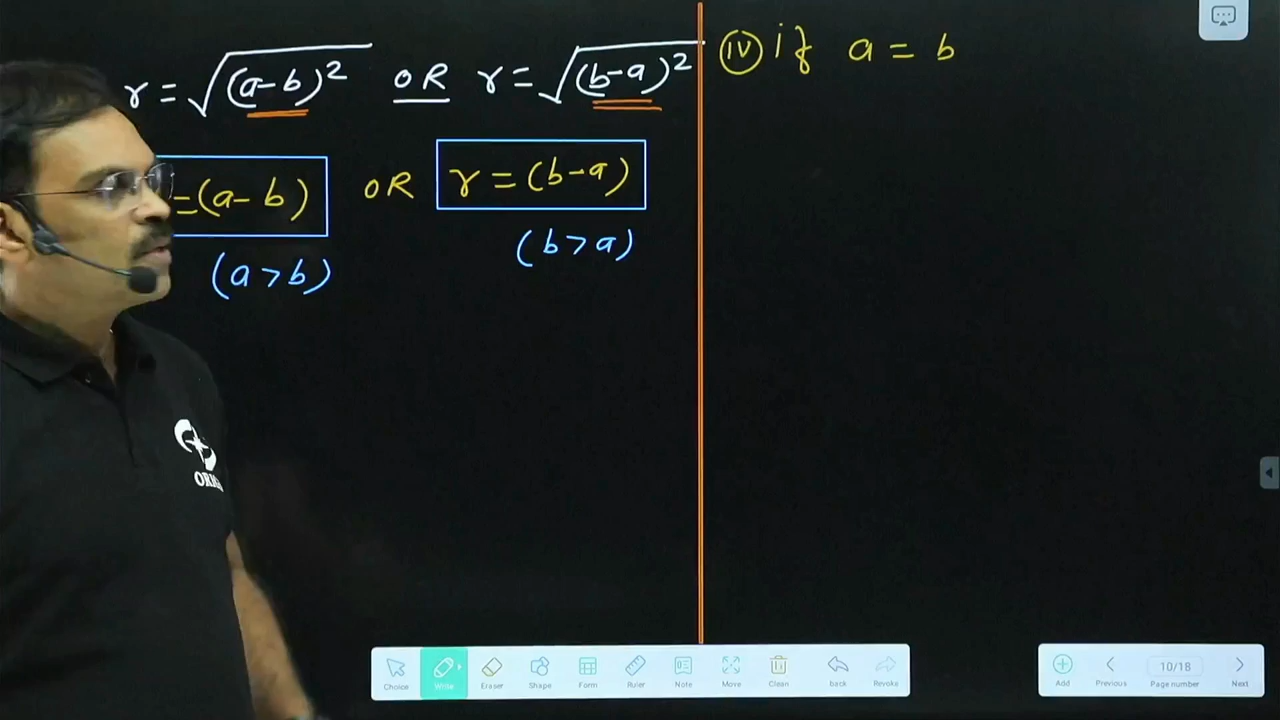 r = √(a-b)² OR r = √(b-a)²
=(a-b) OR r = (b-a)
(a > b) (b > a)
(iv) if a = b
Choice Write Eraser Shape Form Ruler Note Move Clean back Revoke
Add Previous 10/18 Page number Next